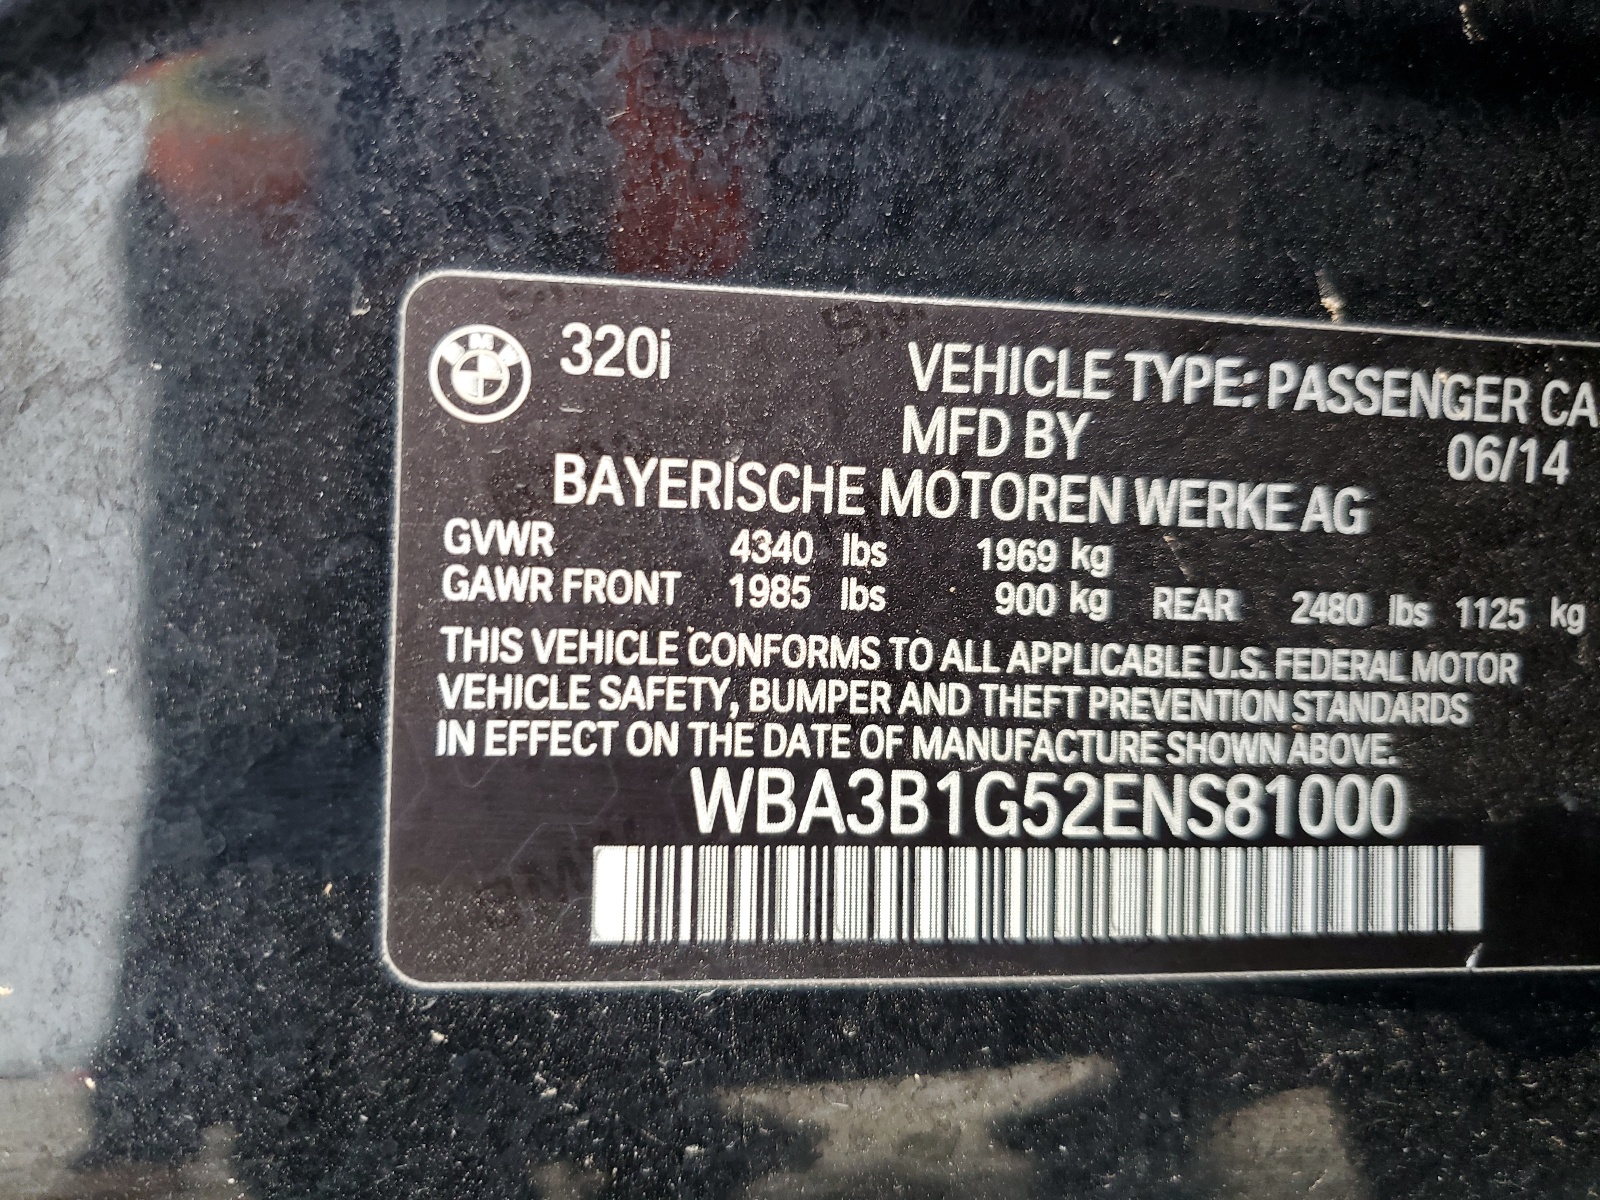 BMW 320i
VEHICLE TYPE: PASSENGER CA
MFD BY 06/14
BAYERISCHE MOTOREN WERKE AG
GVWR 4340 lbs 1969 kg
GAWR FRONT 1985 lbs 900 kg REAR 2480 lbs 1125 kg
THIS VEHICLE CONFORMS TO ALL APPLICABLE U.S. FEDERAL MOTOR
VEHICLE SAFETY, BUMPER AND THEFT PREVENTION STANDARDS
IN EFFECT ON THE DATE OF MANUFACTURE SHOWN ABOVE.
WBA3B1G52ENS81000